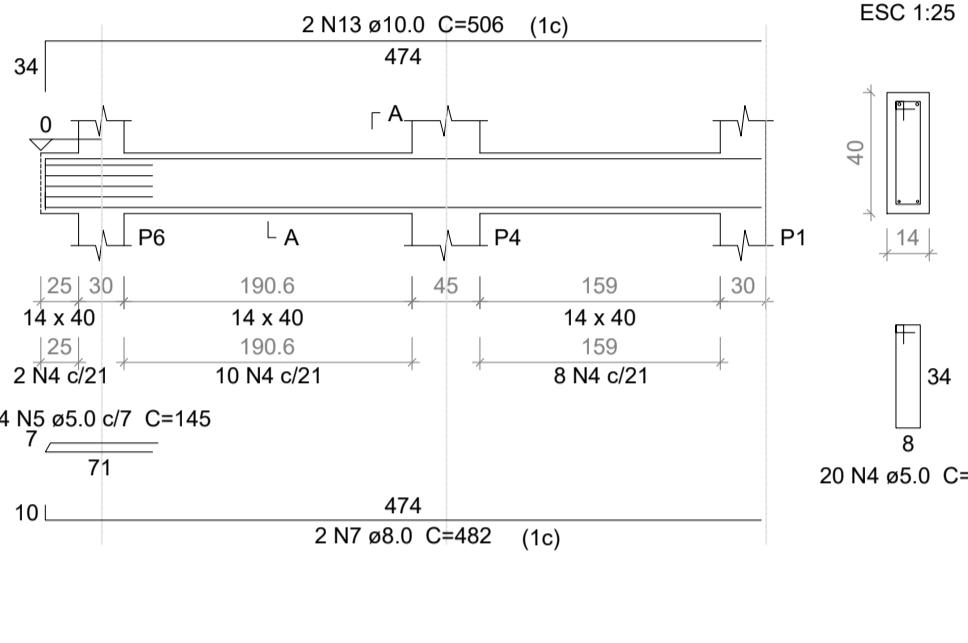 2 N13 ø10.0 C=506 (1c)
ESC 1:25
474
34
A
0
40
P6
A
P4
P1
14
25 30 190.6 45 159 30
14 x 40 14 x 40 14 x 40
25 190.6 159
2 N4 c/21 10 N4 c/21 8 N4 c/21
34
4 N5 ø5.0 c/7 C=145
7
71
8
20 N4 ø5.0 C=
10
474
2 N7 ø8.0 C=482 (1c)